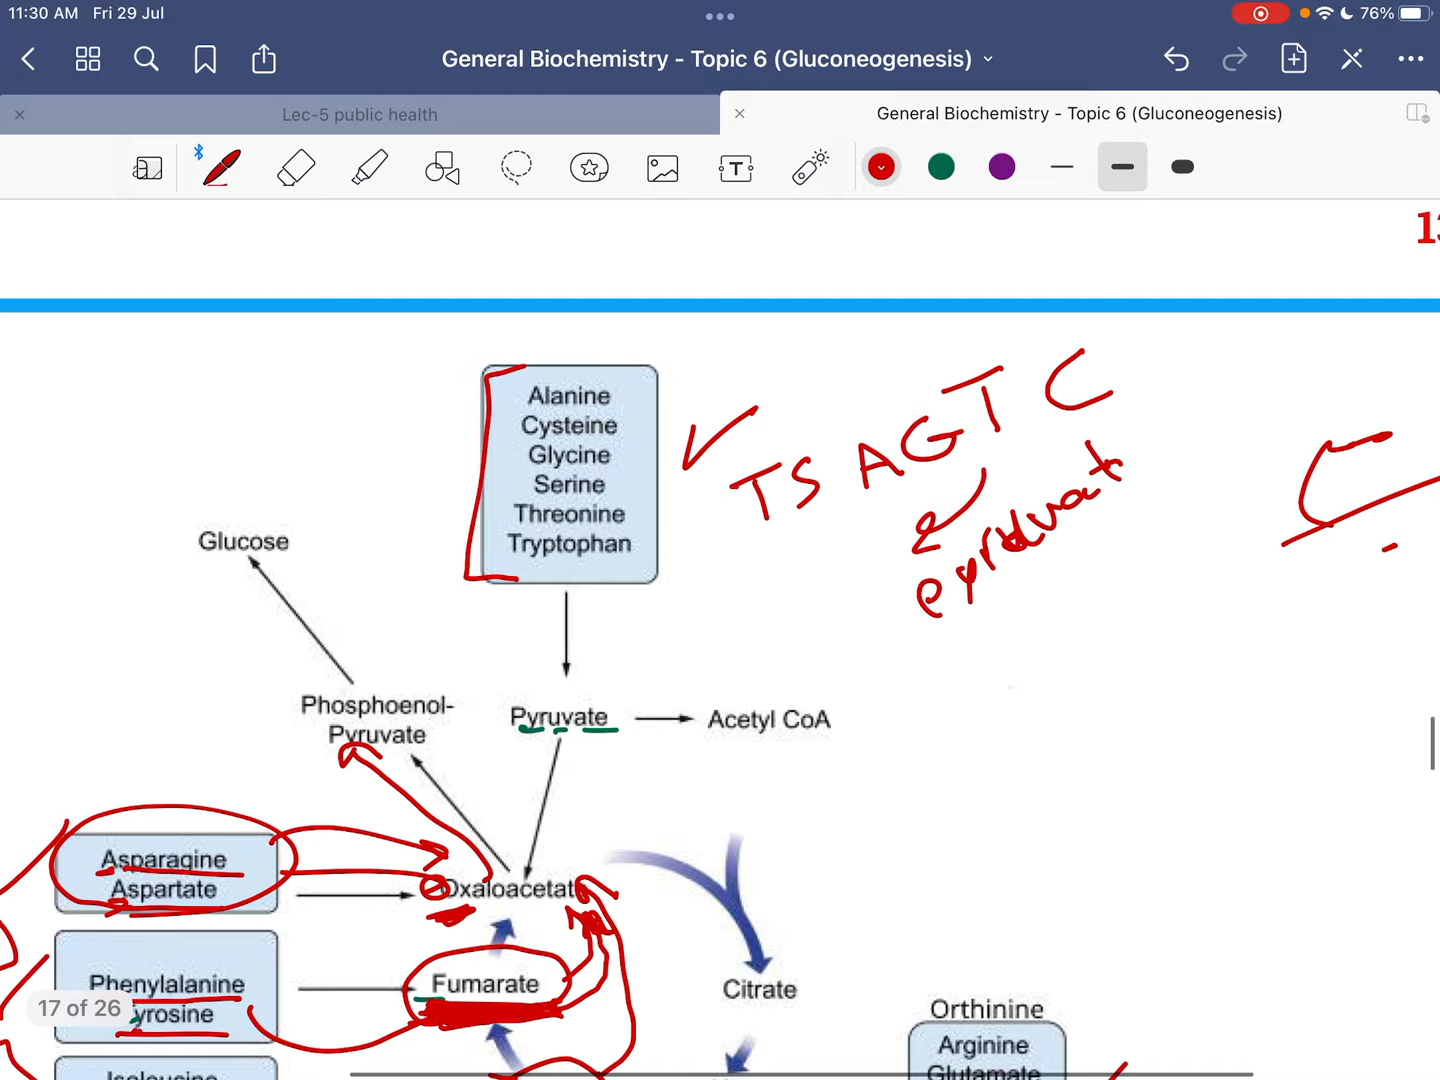 11:30 AM Fri 29 Jul
76%
General Biochemistry - Topic 6 (Gluconeogenesis)
Lec-5 public health
General Biochemistry - Topic 6 (Gluconeogenesis)
T
Alanine
Cysteine
Glycine
Serine
Threonine
Tryptophan
TS AGTC
Glucose
Phosphoenol-
Pyruvate
Pyruvate
Acetyl CoA
Asparagine
Aspartate
Oxaloacetate
Phenylalanine
Tyrosine
Fumarate
Citrate
17 of 26
Orthinine
Arginine
Glutamate
Isoleucine